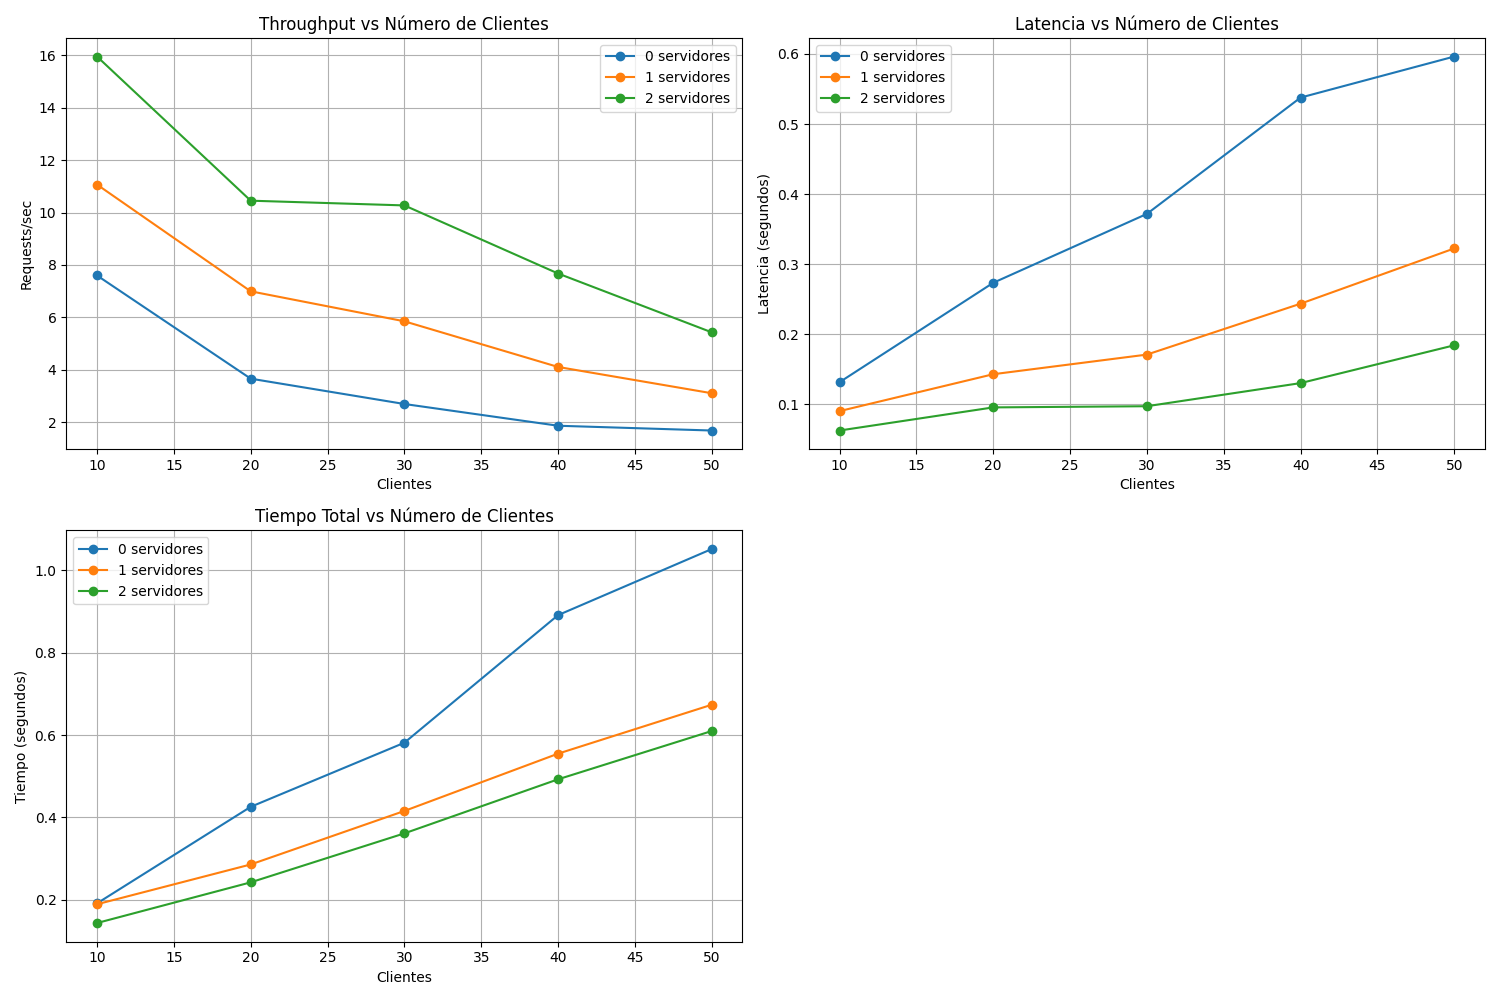 Throughput vs Número de Clientes
Requests/sec
16
14
12
10
8
6
4
2
0 servidores
1 servidores
2 servidores
10 15 20 25 30 35 40 45 50
Clientes
Latencia vs Número de Clientes
Latencia (segundos)
0.6
0.5
0.4
0.3
0.2
0.1
0 servidores
1 servidores
2 servidores
10 15 20 25 30 35 40 45 50
Clientes
Tiempo Total vs Número de Clientes
Tiempo (segundos)
1.0
0.8
0.6
0.4
0.2
0 servidores
1 servidores
2 servidores
10 15 20 25 30 35 40 45 50
Clientes